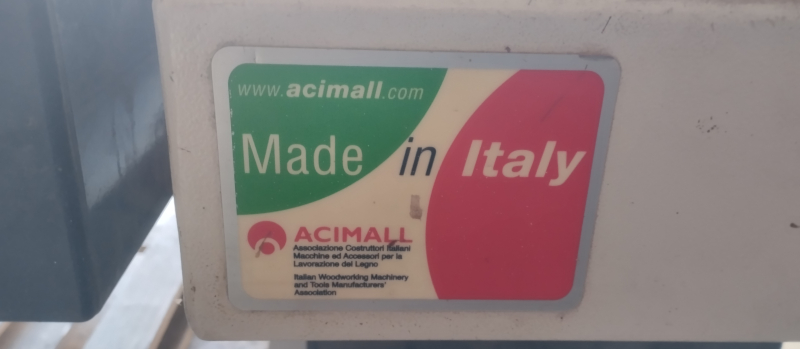 www.acimall.com
Made in Italy
ACIMALL
Associazione Costruttori Italiani
Macchine ed Accessori per la
Lavorazione del Legno
Italian Woodworking Machinery
and Tools Manufacturers'
Association